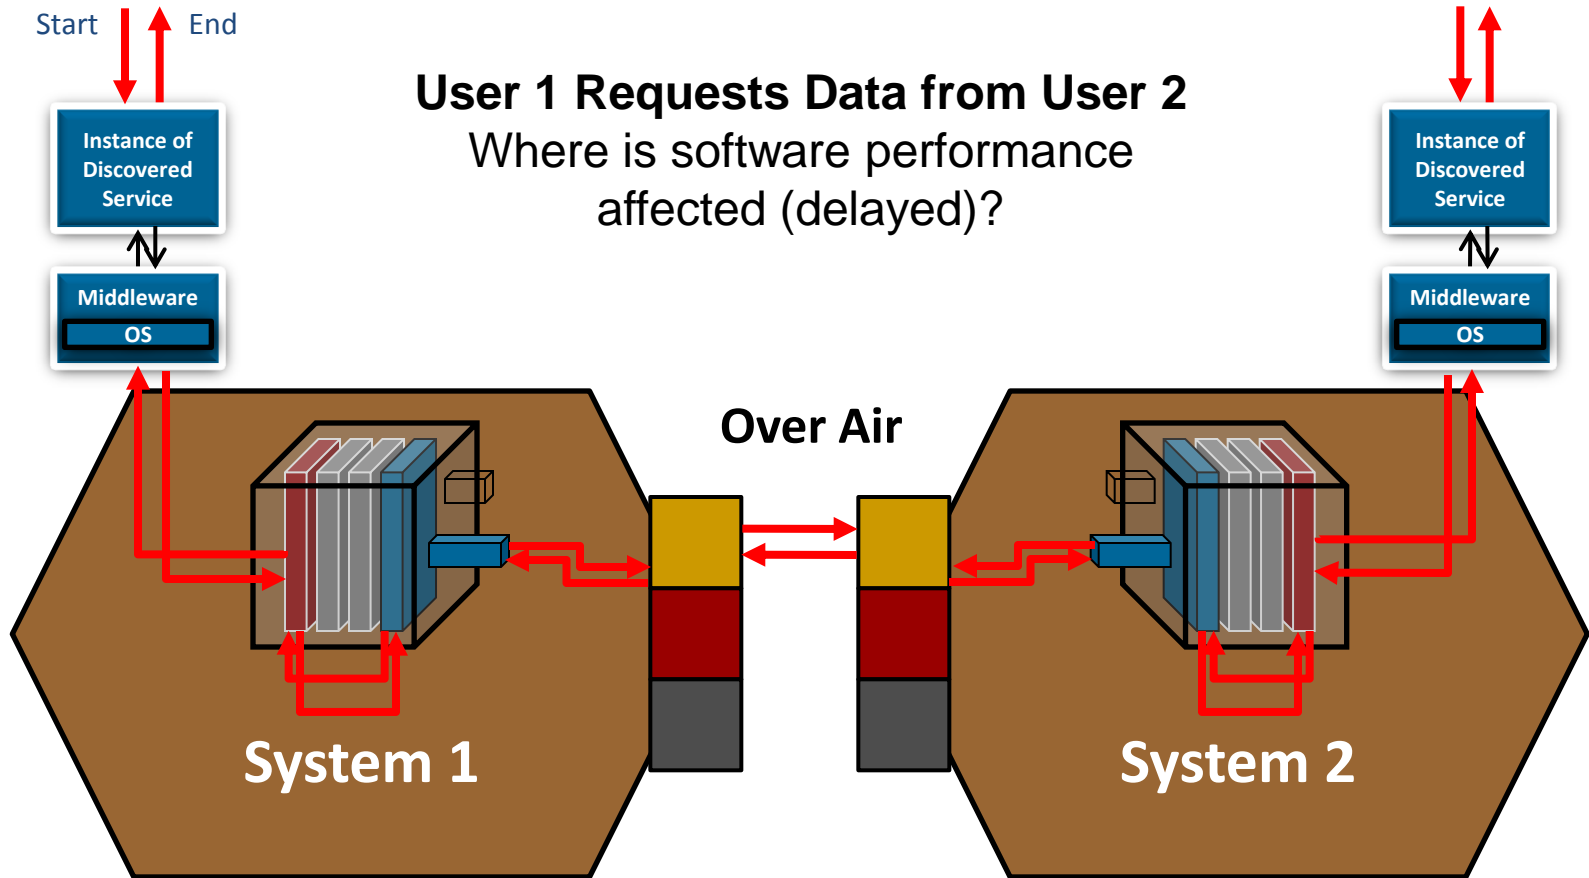 Start
End
User 1 Requests Data from User 2
Where is software performance
affected (delayed)?
Instance of
Discovered
Service
Instance of
Discovered
Service
Middleware
OS
Middleware
OS
Over Air
System 1
System 2